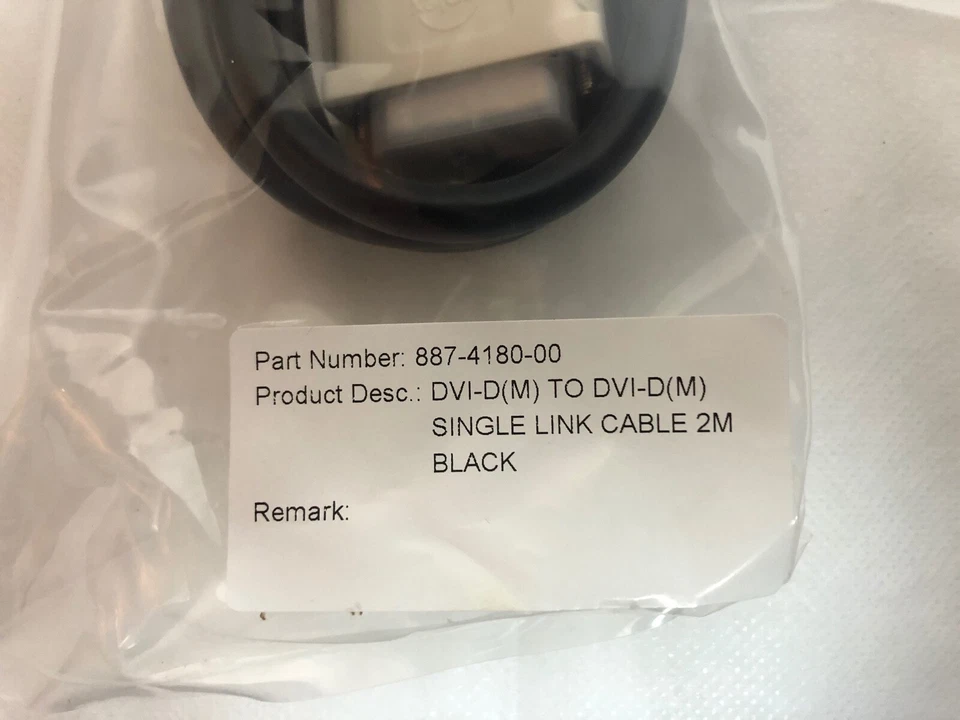 Part Number: 887-4180-00
Product Desc.: DVI-D(M) TO DVI-D(M)
SINGLE LINK CABLE 2M
BLACK
Remark: